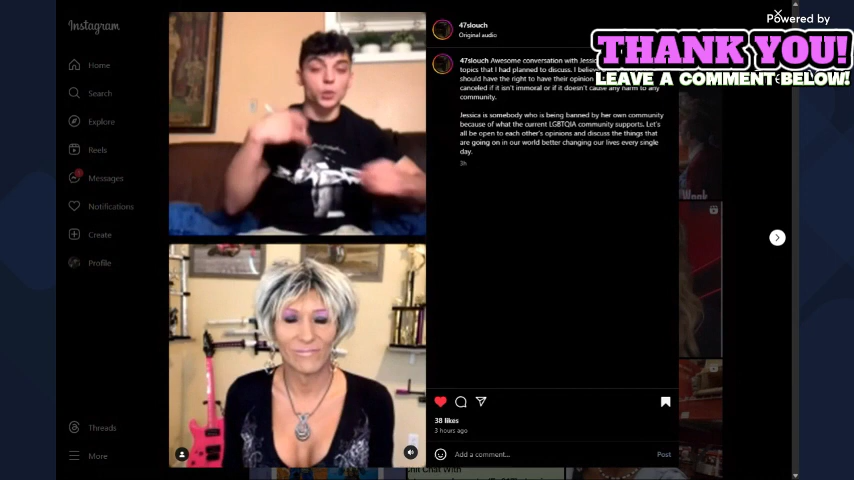 Powered by
THANK YOU!
LEAVE A COMMENT BELOW!
Instagram
Home
Search
Explore
Reels
Messages
Notifications
Create
Profile
Threads
More
47slouch
Original audio
47slouch Awesome conversation with
topics that I had planned to discuss. I
should have the right to have their opinion
canceled if it isn't immoral or if it doesn't cause any harm to any
community.
Jessica is somebody who is being banned by her own community
because of what the current LGBTQIA community supports. Let's
all be open to each other's opinions and discuss the things that
are going on in our world better changing our lives every single
day.
3h
38 likes
3 hours ago
Add a comment...
Post
Chat With